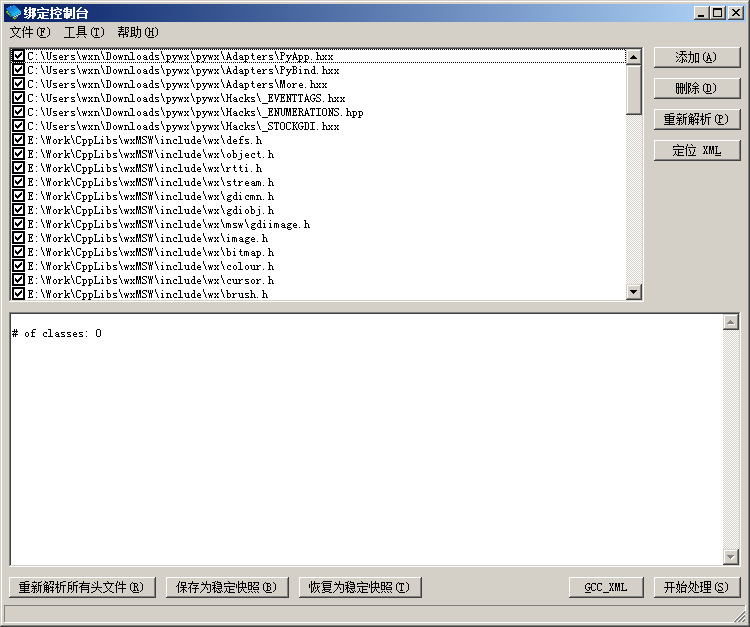 绑定控制台
文件(F) 工具(T) 帮助(H)
C:\Users\wxn\Downloads\pywx\pywx\Adapters\PyApp.hxx
C:\Users\wxn\Downloads\pywx\pywx\Adapters\PyBind.hxx
C:\Users\wxn\Downloads\pywx\pywx\Adapters\More.hxx
C:\Users\wxn\Downloads\pywx\pywx\Hacks\_EVENTTAGS.hxx
C:\Users\wxn\Downloads\pywx\pywx\Hacks\_ENUMERATIONS.hpp
C:\Users\wxn\Downloads\pywx\pywx\Hacks\_STOCKGDI.hxx
E:\Work\CppLibs\wxMSW\include\wx\defs.h
E:\Work\CppLibs\wxMSW\include\wx\object.h
E:\Work\CppLibs\wxMSW\include\wx\rtti.h
E:\Work\CppLibs\wxMSW\include\wx\stream.h
E:\Work\CppLibs\wxMSW\include\wx\gdicmn.h
E:\Work\CppLibs\wxMSW\include\wx\gdiobj.h
E:\Work\CppLibs\wxMSW\include\wx\msw\gdiimage.h
E:\Work\CppLibs\wxMSW\include\wx\image.h
E:\Work\CppLibs\wxMSW\include\wx\bitmap.h
E:\Work\CppLibs\wxMSW\include\wx\colour.h
E:\Work\CppLibs\wxMSW\include\wx\cursor.h
E:\Work\CppLibs\wxMSW\include\wx\brush.h
添加(A)
删除(D)
重新解析(P)
定位 XML
# of classes: 0
重新解析所有头文件(R) 保存为稳定快照(B) 恢复为稳定快照(T) GCC_XML 开始处理(S)